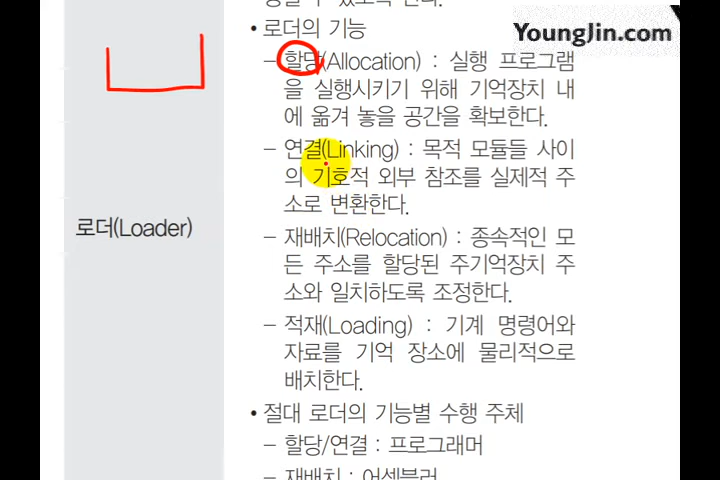 • 로더의 기능
YoungJin.com
– 할당(Allocation) : 실행 프로그램
을 실행시키기 위해 기억장치 내
에 옮겨 놓을 공간을 확보한다.
– 연결(Linking) : 목적 모듈들 사이
의 기호적 외부 참조를 실제적 주
소로 변환한다.
로더(Loader)
– 재배치(Relocation) : 종속적인 모
든 주소를 할당된 주기억장치 주
소와 일치하도록 조정한다.
– 적재(Loading) : 기계 명령어와
자료를 기억 장소에 물리적으로
배치한다.
• 절대 로더의 기능별 수행 주체
– 할당/연결 : 프로그래머
– 재배치 : 어셈블러